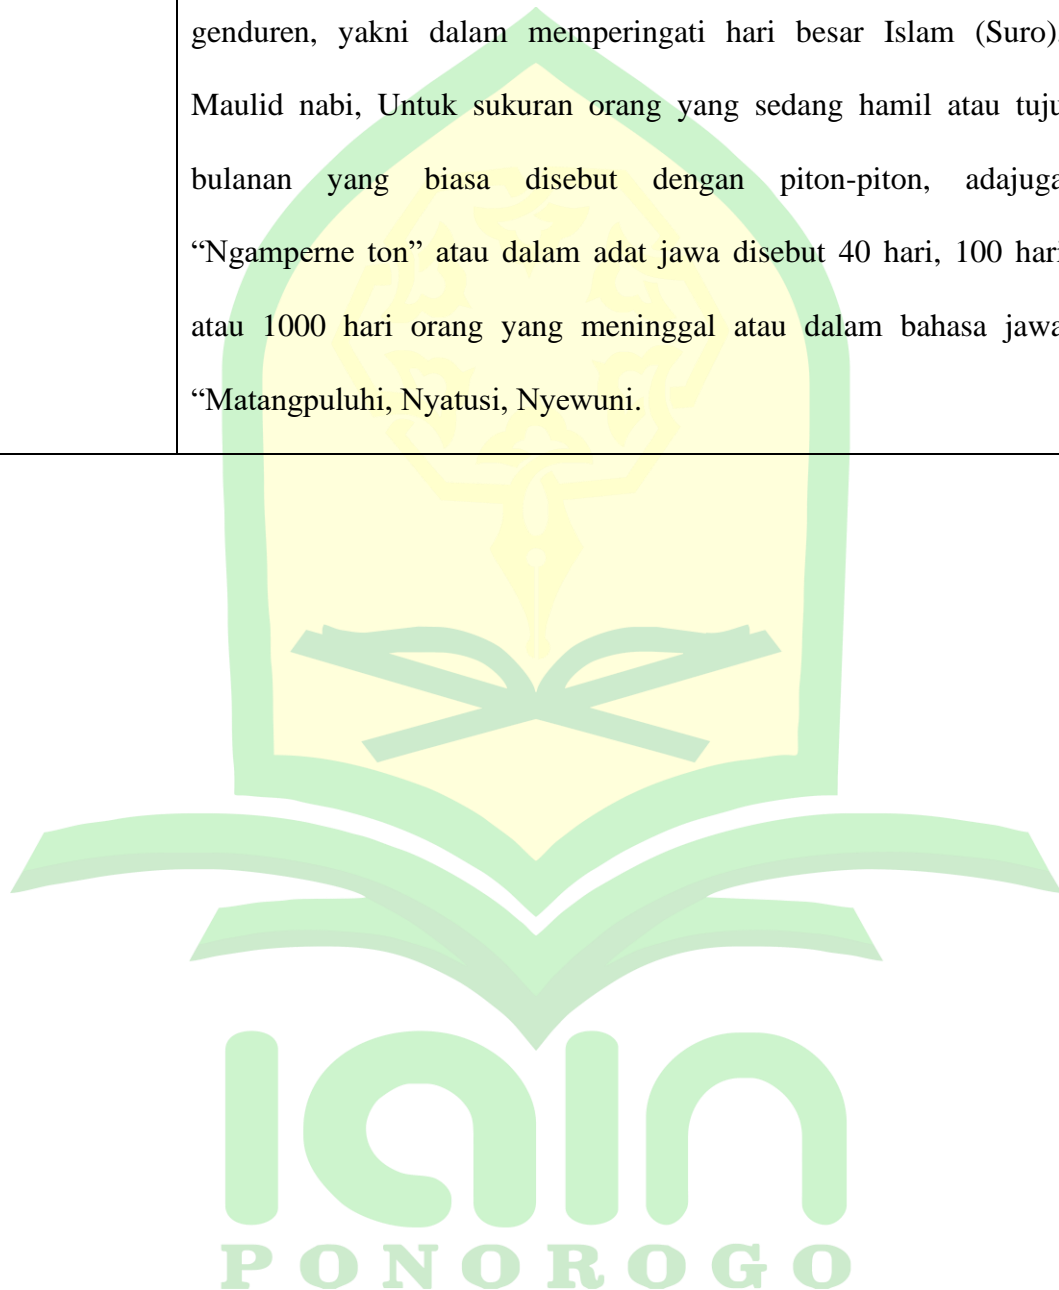 genduren, yakni dalam memperingati hari besar Islam (Suro),
Maulid nabi, Untuk sukuran orang yang sedang hamil atau tuju
bulanan yang biasa disebut dengan piton-piton, adajuga
“Ngamperne ton” atau dalam adat jawa disebut 40 hari, 100 hari
atau 1000 hari orang yang meninggal atau dalam bahasa jawa
“Matangpuluhi, Nyatusi, Nyewuni.
iain
PONOROGO